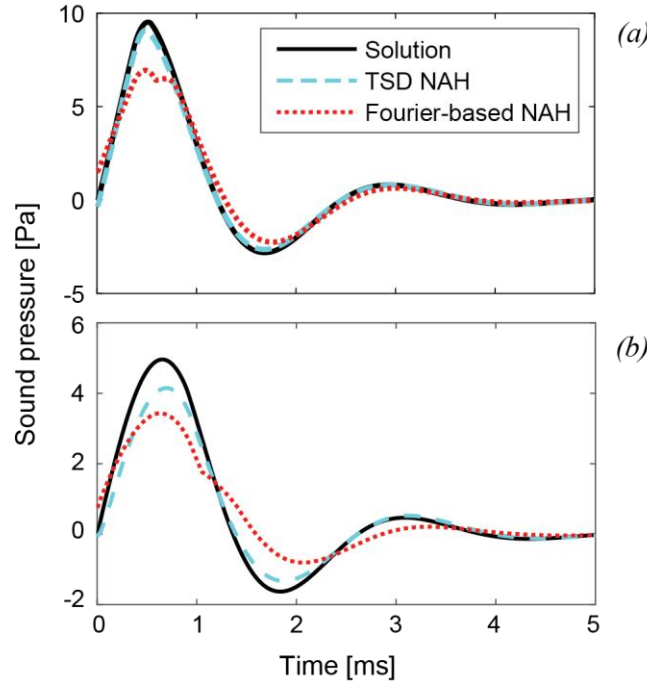 10
5
0
-5
Solution
TSD NAH
Fourier-based NAH
(a)
Sound pressure [Pa]
6
4
2
0
-2
(b)
0 1 2 3 4 5
Time [ms]